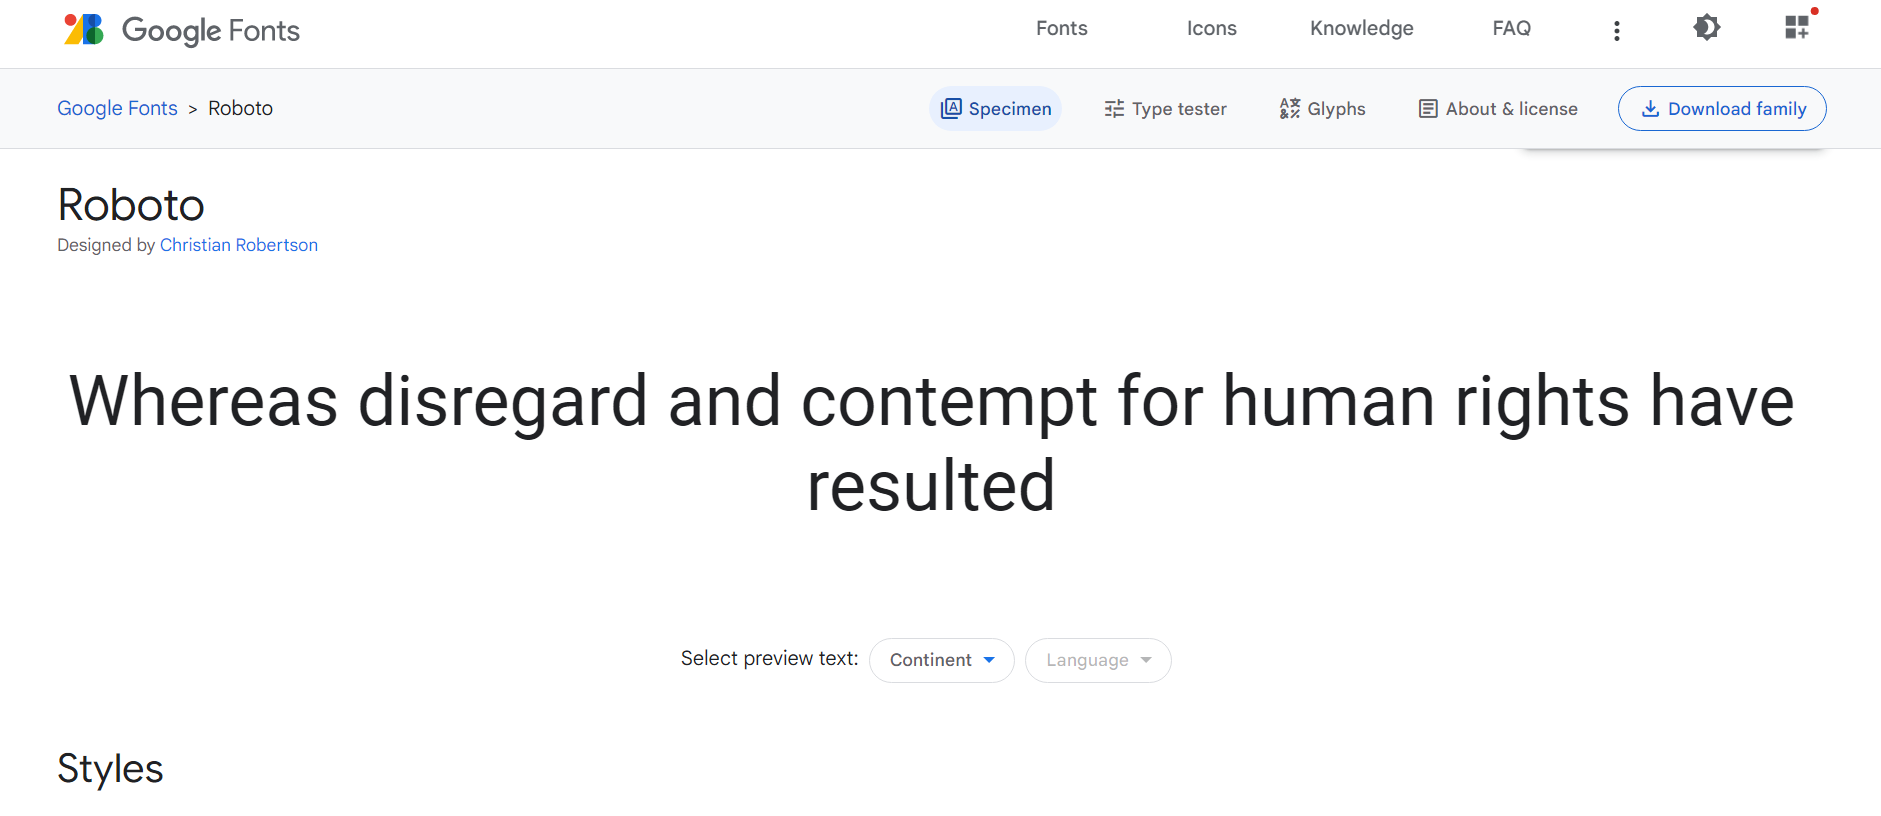 Google Fonts
Fonts
Icons
Knowledge
FAQ
Google Fonts > Roboto
Specimen
Type tester
Glyphs
About & license
Download family
Roboto
Designed by Christian Robertson
Whereas disregard and contempt for human rights have
resulted
Select preview text:
Continent
Language
Styles